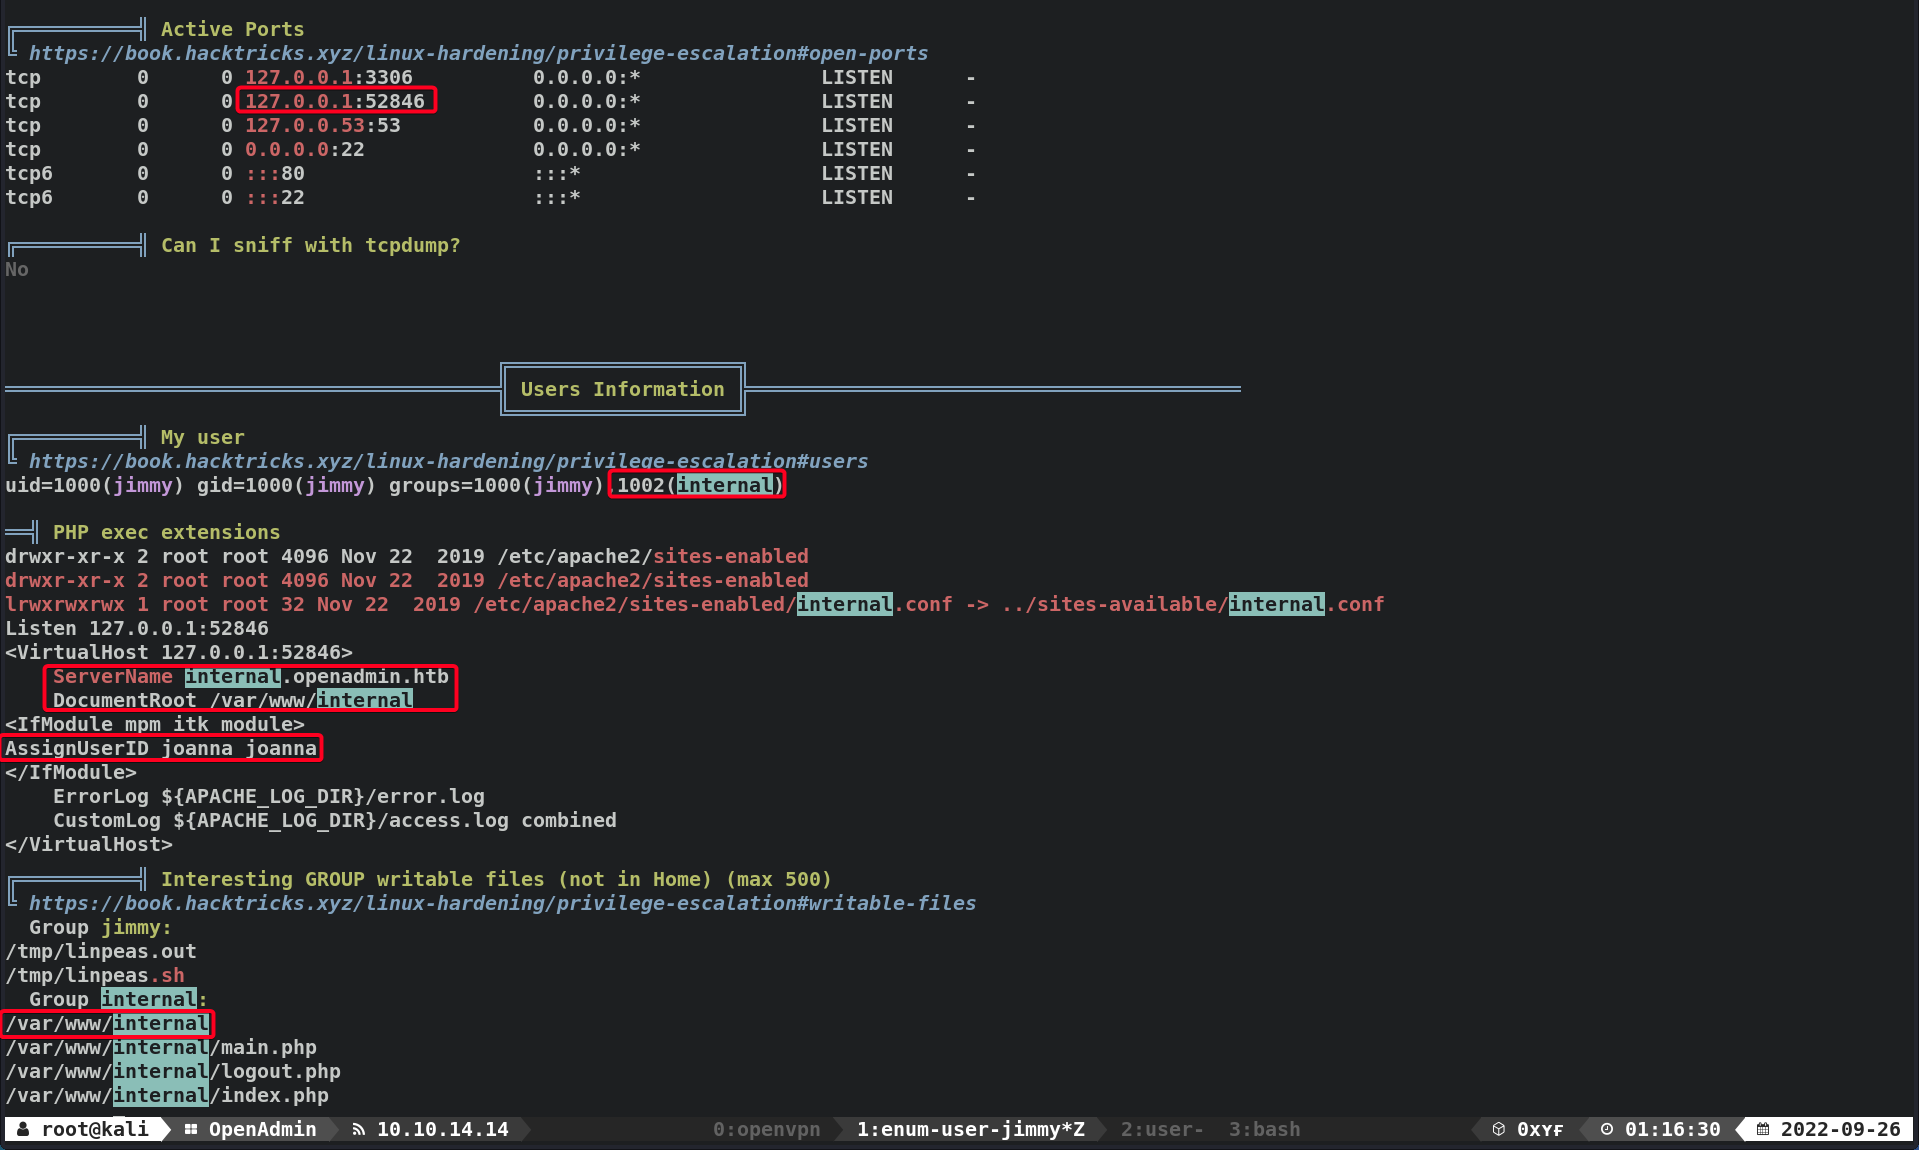 Active Ports
https://book.hacktricks.xyz/linux-hardening/privilege-escalation#open-ports
tcp 0 0 127.0.0.1:3306 0.0.0.0:* LISTEN -
tcp 0 0 127.0.0.1:52846 0.0.0.0:* LISTEN -
tcp 0 0 127.0.0.53:53 0.0.0.0:* LISTEN -
tcp 0 0 0.0.0.0:22 0.0.0.0:* LISTEN -
tcp6 0 0 :::80 :::* LISTEN -
tcp6 0 0 :::22 :::* LISTEN -
Can I sniff with tcpdump?
No
Users Information
My user
https://book.hacktricks.xyz/linux-hardening/privilege-escalation#users
uid=1000(jimmy) gid=1000(jimmy) groups=1000(jimmy),1002(internal)
PHP exec extensions
drwxr-xr-x 2 root root 4096 Nov 22  2019 /etc/apache2/sites-enabled
drwxr-xr-x 2 root root 4096 Nov 22  2019 /etc/apache2/sites-enabled
lrwxrwxrwx 1 root root 32 Nov 22  2019 /etc/apache2/sites-enabled/internal.conf -> ../sites-available/internal.conf
Listen 127.0.0.1:52846
<VirtualHost 127.0.0.1:52846>
    ServerName internal.openadmin.htb
    DocumentRoot /var/www/internal
<IfModule mpm_itk_module>
AssignUserID joanna joanna
</IfModule>
    ErrorLog ${APACHE_LOG_DIR}/error.log
    CustomLog ${APACHE_LOG_DIR}/access.log combined
</VirtualHost>
Interesting GROUP writable files (not in Home) (max 500)
https://book.hacktricks.xyz/linux-hardening/privilege-escalation#writable-files
  Group jimmy:
/tmp/linpeas.out
/tmp/linpeas.sh
  Group internal:
/var/www/internal
/var/www/internal/main.php
/var/www/internal/logout.php
/var/www/internal/index.php
root@kali OpenAdmin 10.10.14.14 0:openvpn 1:enum-user-jimmy*Z 2:user- 3:bash 0xʏғ 01:16:30 2022-09-26